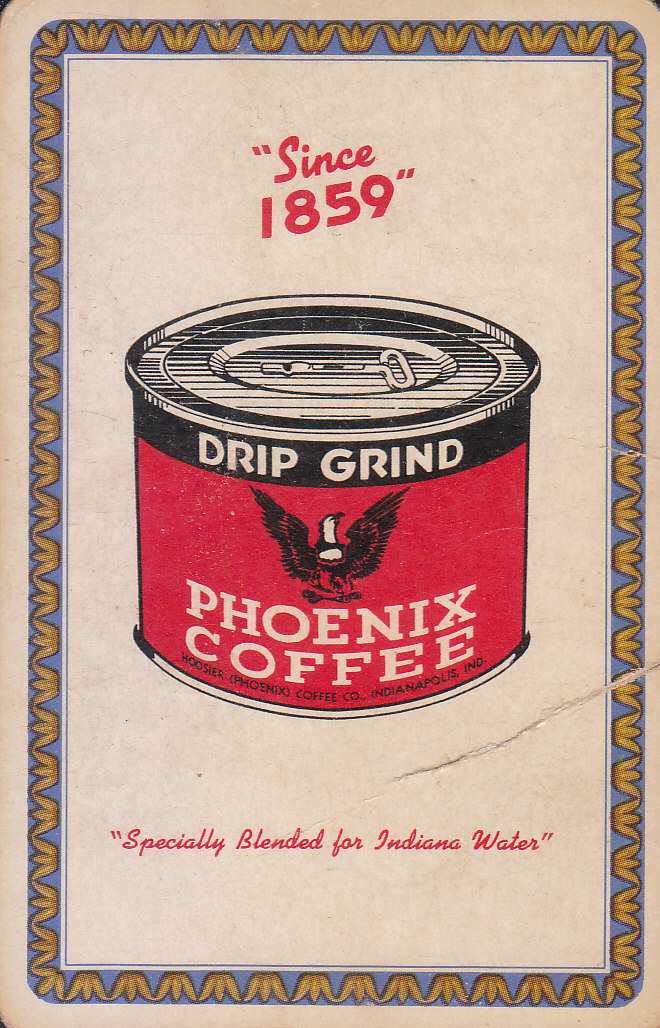 "Since
1859"
DRIP GRIND
PHOENIX
COFFEE
HOOSIER (PHOENIX) COFFEE CO., INDIANAPOLIS, IND.
"Specially Blended for Indiana Water"